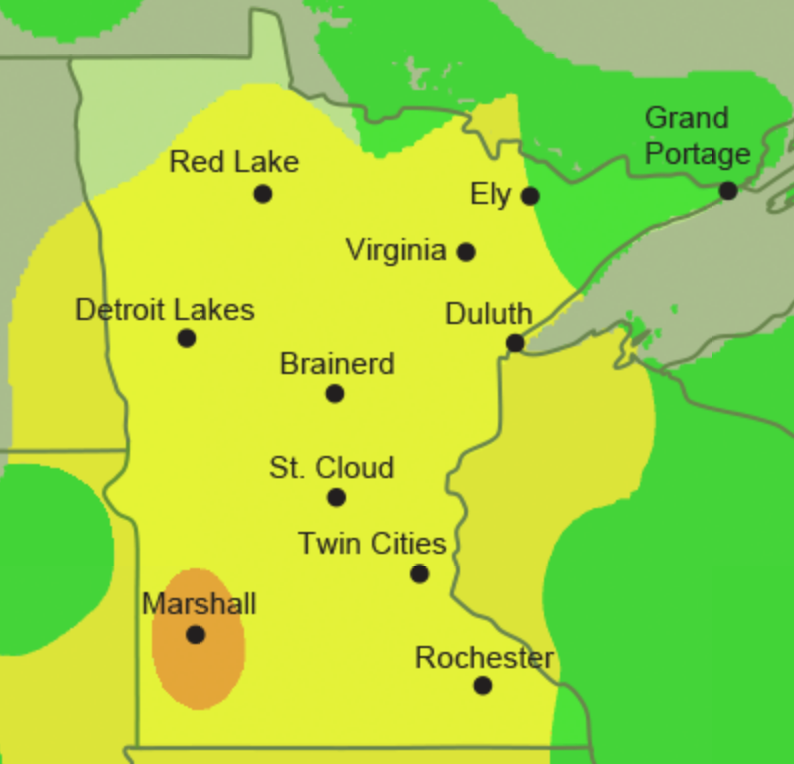 Grand
Portage
Red Lake
Ely
Virginia
Detroit Lakes
Duluth
Brainerd
St. Cloud
Twin Cities
Marshall
Rochester